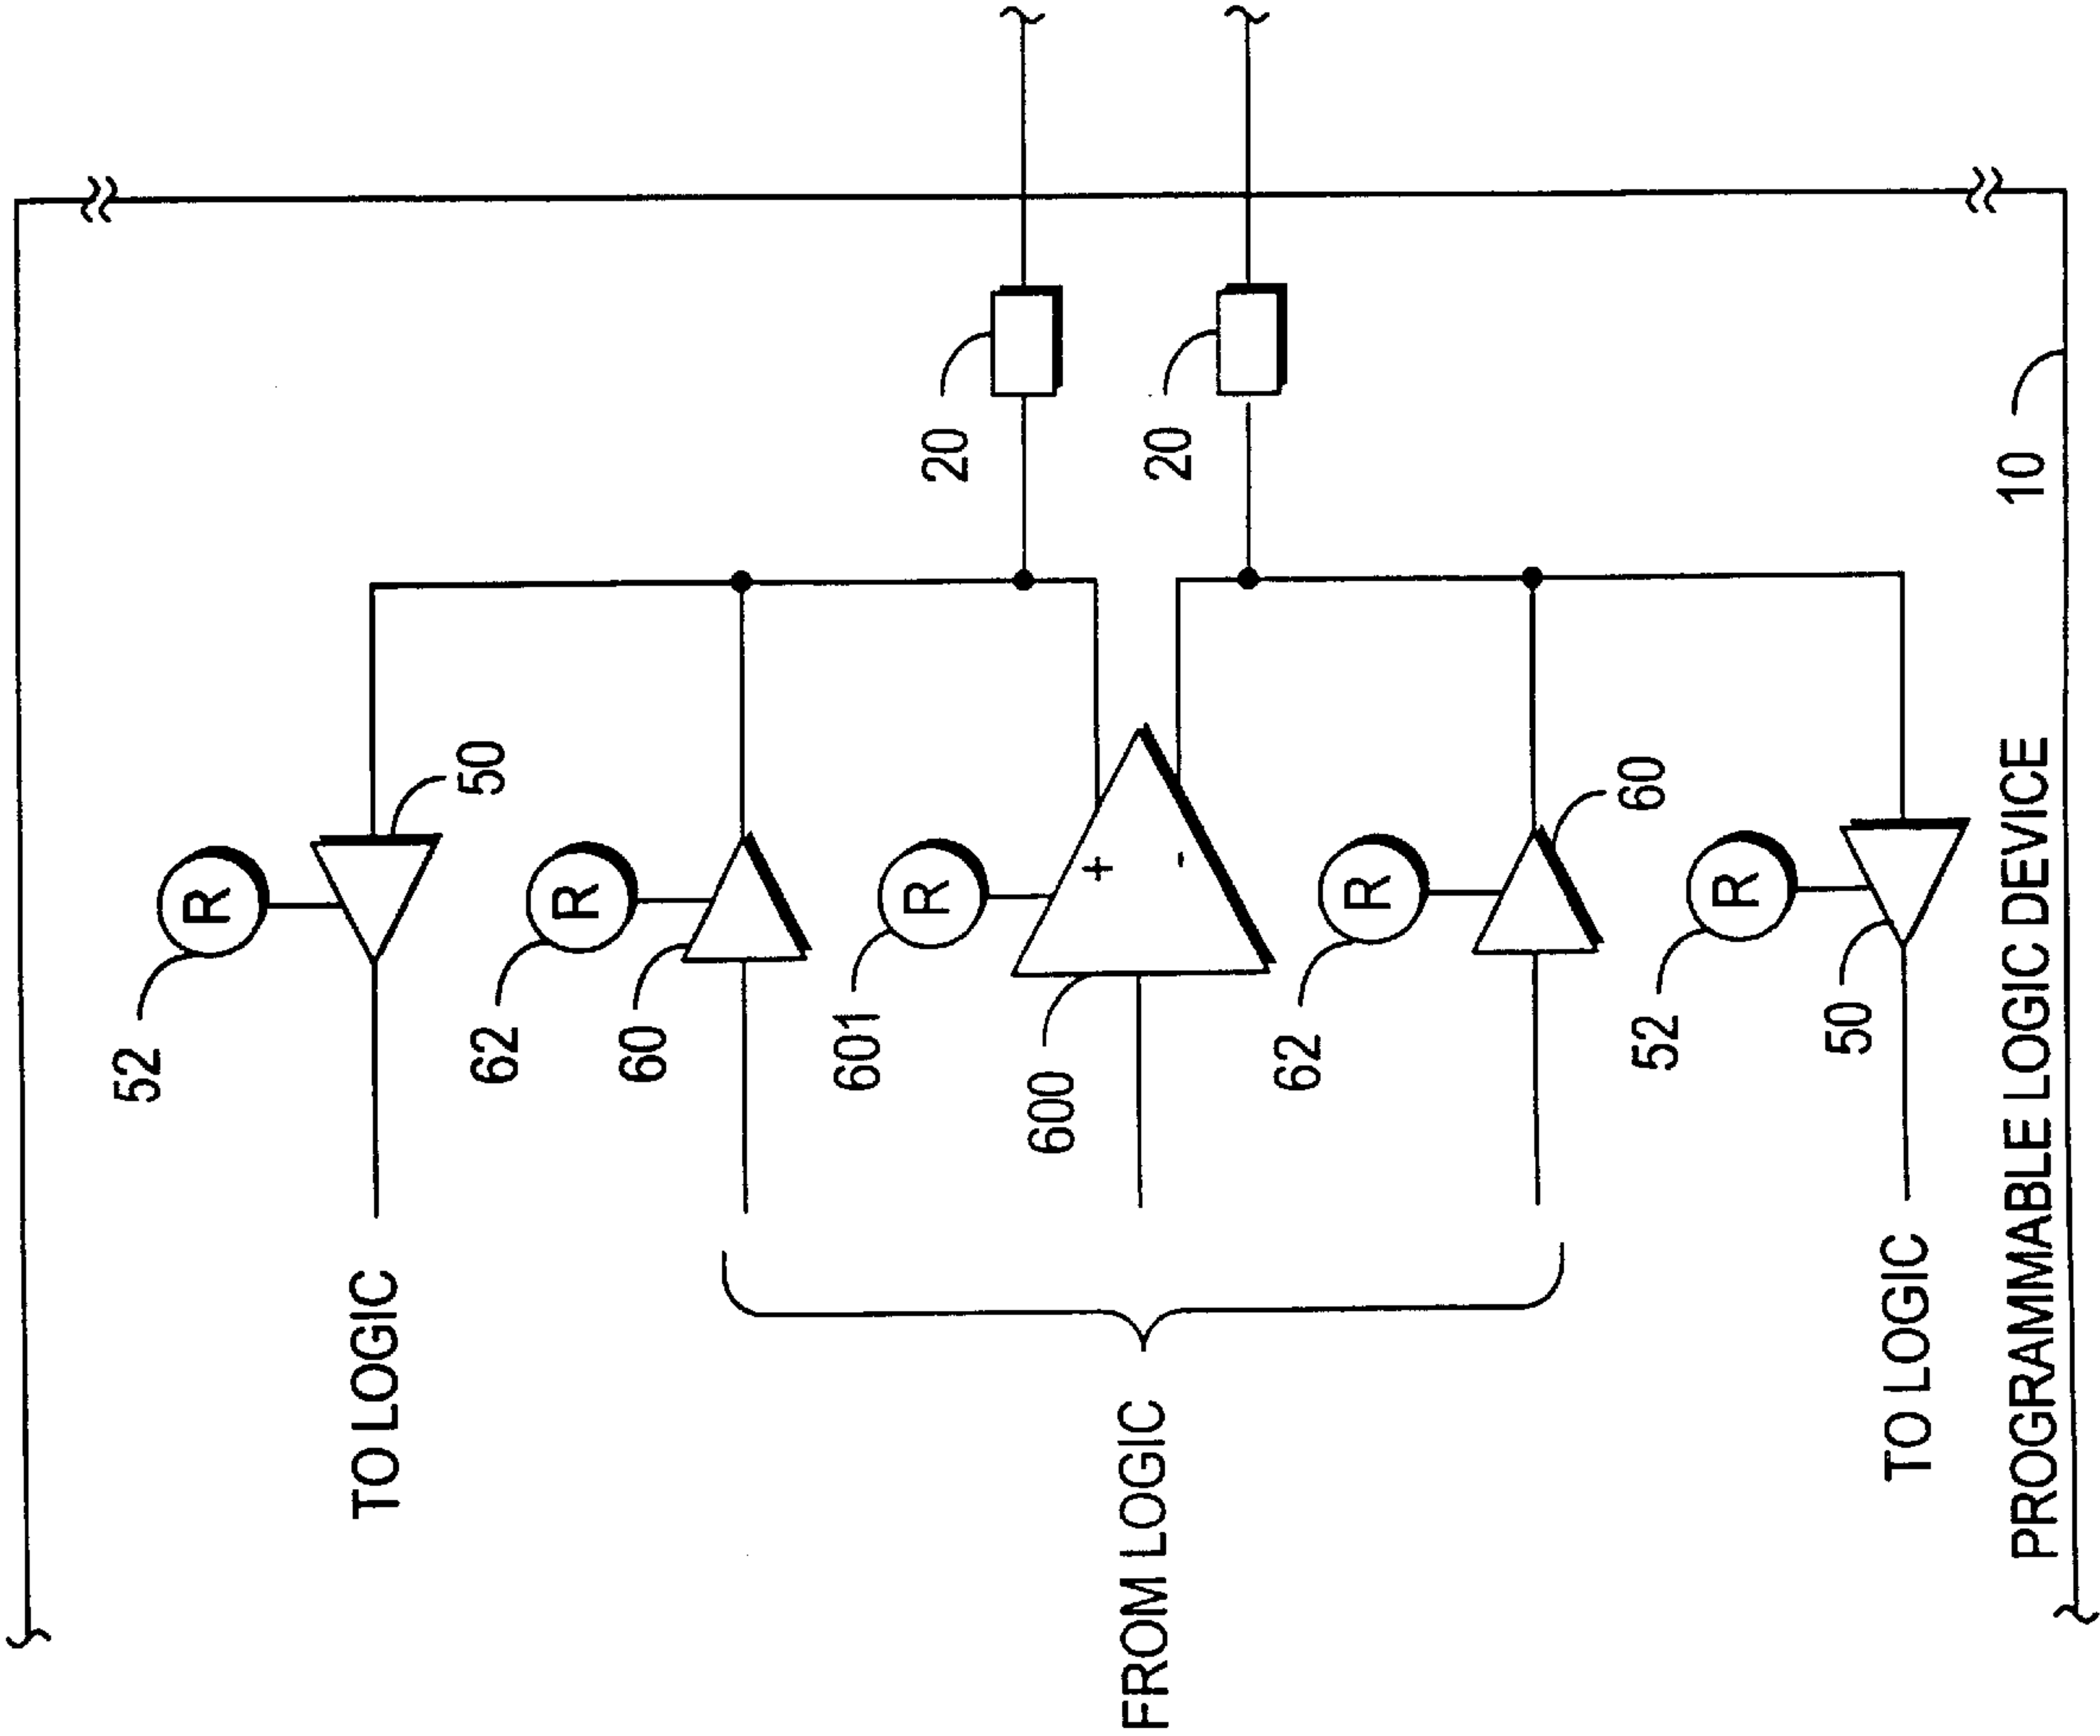 52
R
TO LOGIC
50
62
R
60
601
R
600
+
-
FROM LOGIC
20
20
62
R
60
52
R
50
TO LOGIC
10
PROGRAMMABLE LOGIC DEVICE